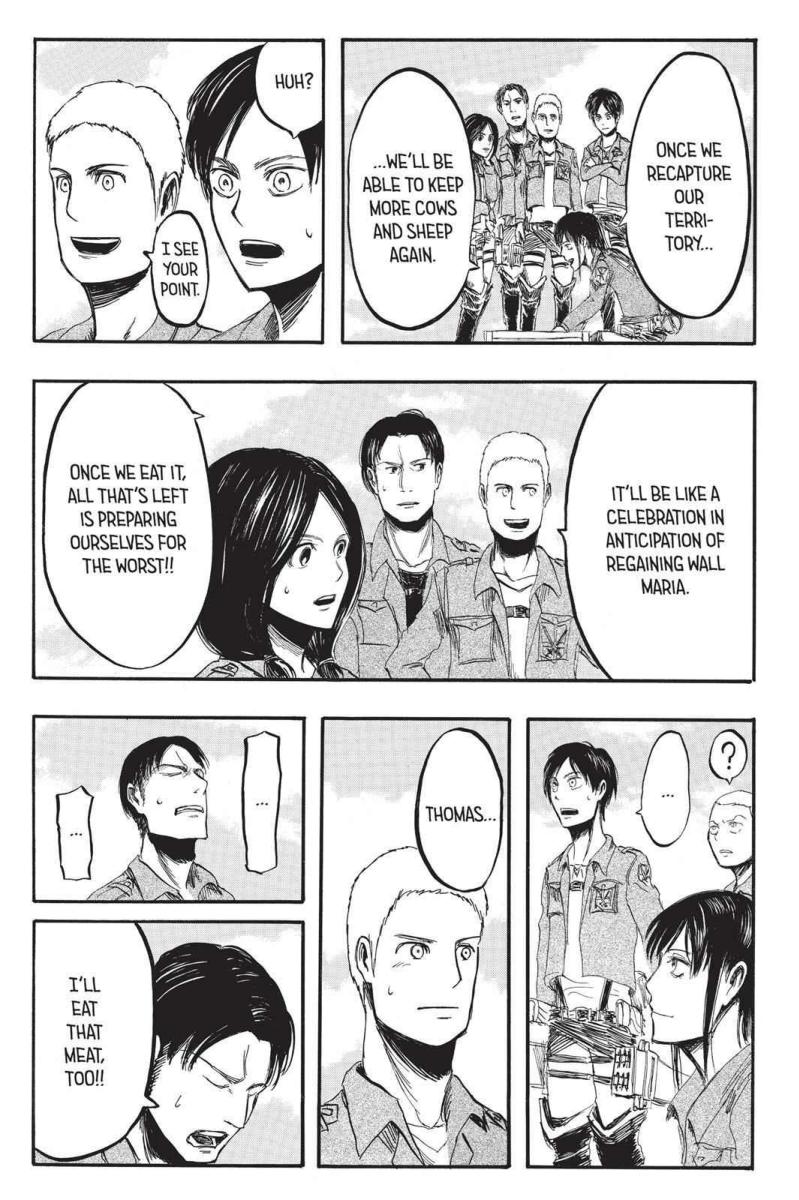 ONCE WE
RECAPTURE
OUR
TERRI-
TORY...
...WE'LL BE
ABLE TO KEEP
MORE COWS
AND SHEEP
AGAIN.
HUH?
I SEE
YOUR
POINT.
IT'LL BE LIKE A
CELEBRATION IN
ANTICIPATION OF
REGAINING WALL
MARIA.
ONCE WE EAT IT,
ALL THAT'S LEFT
IS PREPARING
OURSELVES FOR
THE WORST!!
?
...
THOMAS...
...
...
I'LL
EAT
THAT
MEAT,
TOO!!